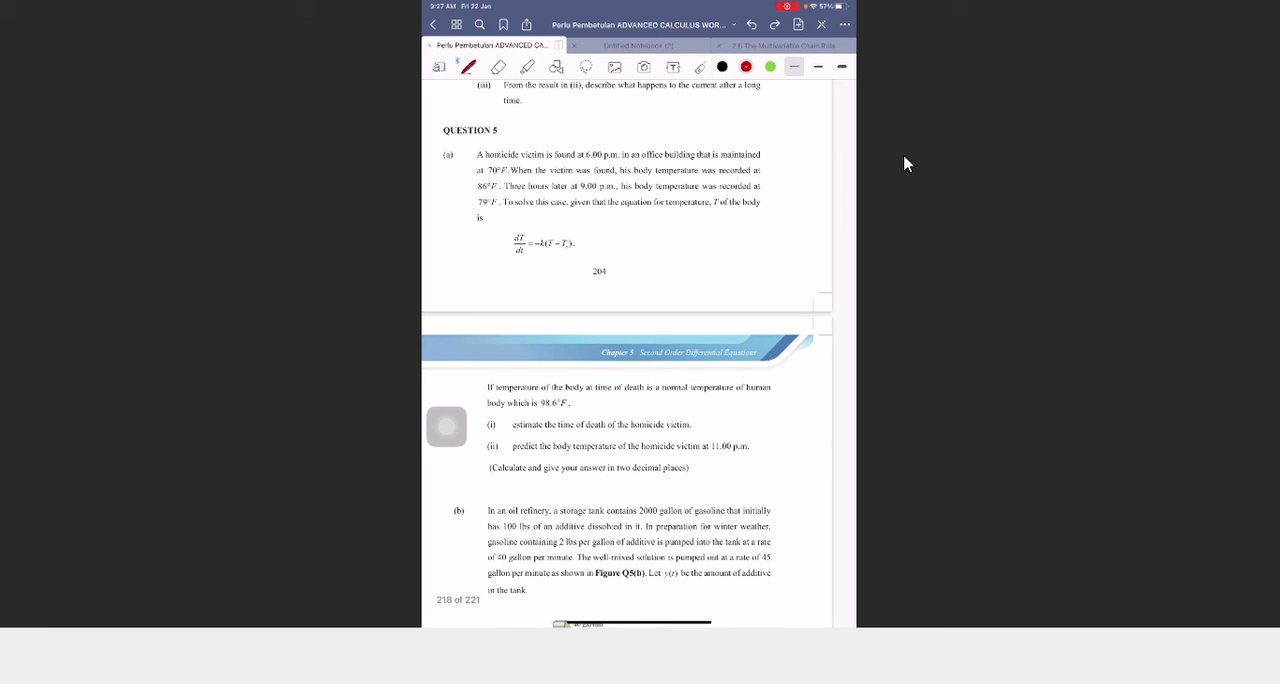 9:27 AM Fri 22 Jan
57%
Perlu Pembetulan ADVANCED CALCULUS WOR...
Perlu Pembetulan ADVANCED CA...
Untitled Notebook (2)
7.6 The Multivariable Chain Rule
(iii) From the result in (ii), describe what happens to the current after a long
time.
QUESTION 5
(a) A homicide victim is found at 6.00 p.m. in an office building that is maintained
at 70°F. When the victim was found, his body temperature was recorded at
86°F. Three hours later at 9.00 p.m., his body temperature was recorded at
79°F. To solve this case, given that the equation for temperature, T of the body
is
dT/dt = -k(T - Tₛ).
204
Chapter 5 Second Order Differential Equations
If temperature of the body at time of death is a normal temperature of human
body which is 98.6°F,
(i) estimate the time of death of the homicide victim.
(ii) predict the body temperature of the homicide victim at 11.00 p.m.
(Calculate and give your answer in two decimal places)
(b) In an oil refinery, a storage tank contains 2000 gallon of gasoline that initially
has 100 lbs of an additive dissolved in it. In preparation for winter weather,
gasoline containing 2 lbs per gallon of additive is pumped into the tank at a rate
of 40 gallon per minute. The well-mixed solution is pumped out at a rate of 45
gallon per minute as shown in Figure Q5(b). Let y(t) be the amount of additive
in the tank.
218 of 221